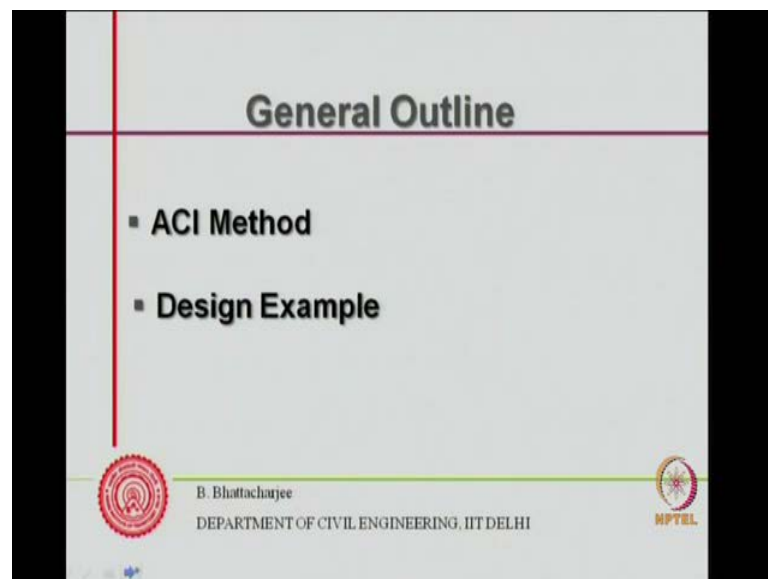 General Outline
▪ ACI Method
▪ Design Example
B. Bhattacharjee
DEPARTMENT OF CIVIL ENGINEERING, IIT DELHI
NPTEL